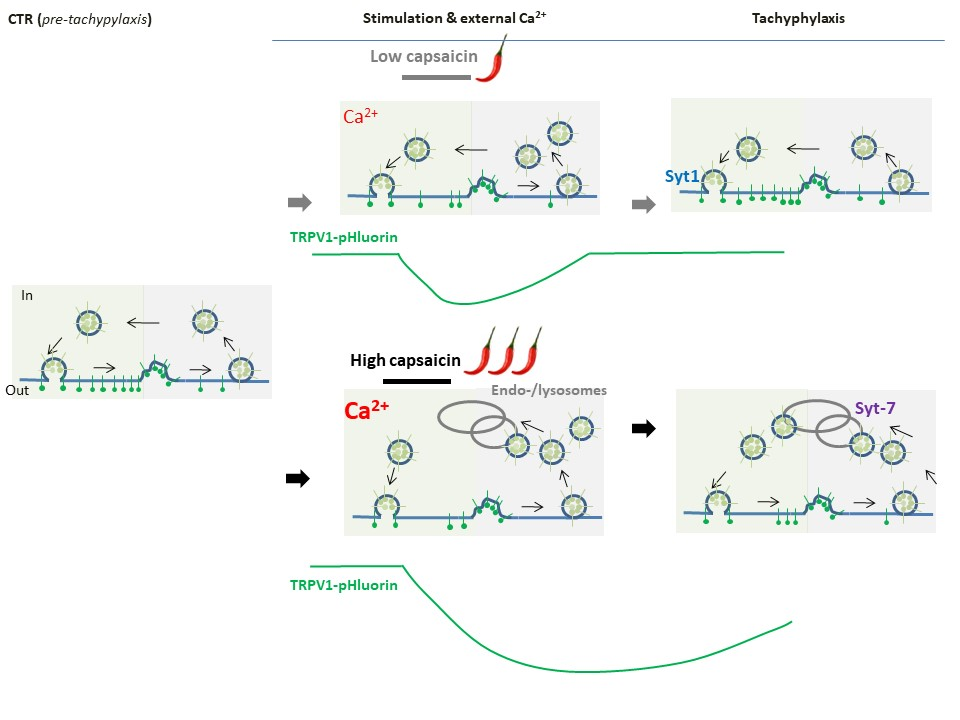 CTR (pre-tachypylaxis)
Stimulation & external Ca²⁺
Tachyphylaxis
Low capsaicin
Ca²⁺
Syt1
TRPV1-pHluorin
In
Out
High capsaicin
Endo-/lysosomes
Ca²⁺
Syt-7
TRPV1-pHluorin